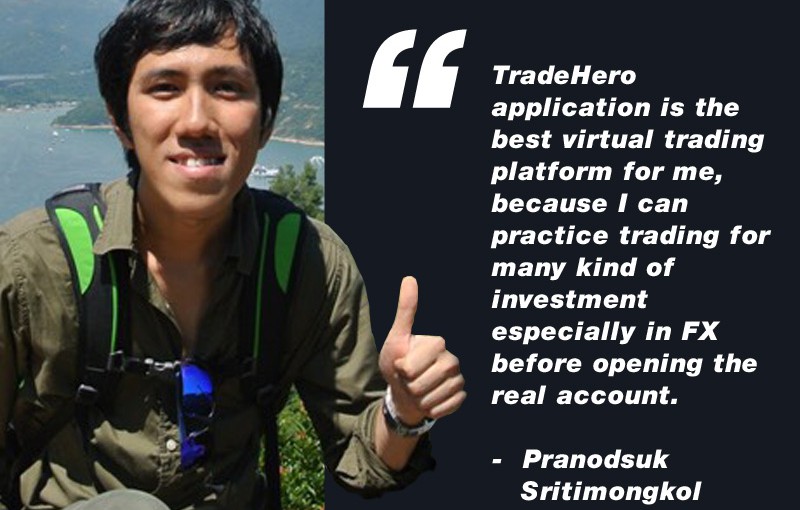 TradeHero
application is the
best virtual trading
platform for me,
because I can
practice trading for
many kind of
investment
especially in FX
before opening the
real account.
- Pranodsuk
Sritimongkol